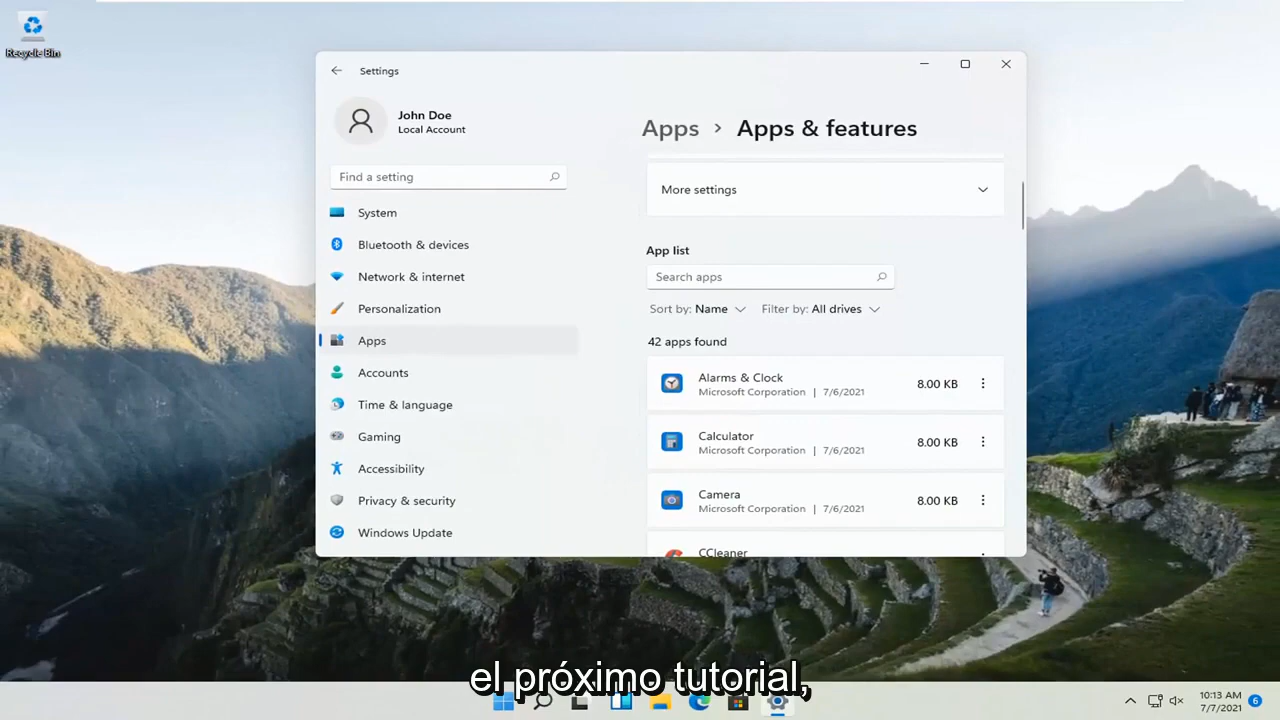 Recycle Bin
Settings
John Doe
Local Account
Find a setting
System
Bluetooth & devices
Network & internet
Personalization
Apps
Accounts
Time & language
Gaming
Accessibility
Privacy & security
Windows Update
Apps > Apps & features
More settings
App list
Search apps
Sort by: Name Filter by: All drives
42 apps found
Alarms & Clock
Microsoft Corporation | 7/6/2021
8.00 KB
Calculator
Microsoft Corporation | 7/6/2021
8.00 KB
Camera
Microsoft Corporation | 7/6/2021
8.00 KB
CCleaner
el próximo tutorial,
10:13 AM
7/7/2021
6